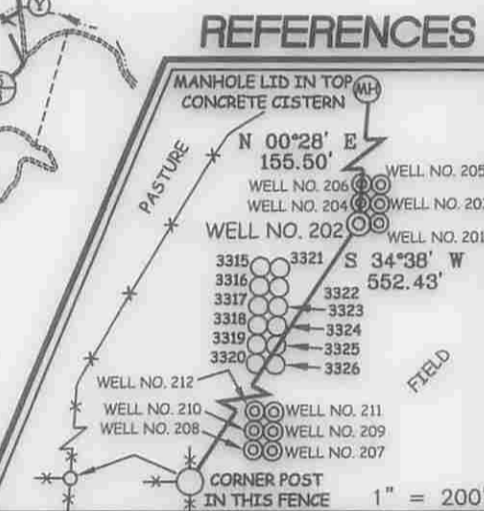 Y
REFERENCES
MANHOLE LID IN TOP
CONCRETE CISTERN
MH
N 00°28' E
155.50'
PASTURE
WELL NO. 205
WELL NO. 206
WELL NO. 204
WELL NO. 202
WELL NO. 201
S 34°38' W
552.43'
3315
3321
3316
3317
3322
3323
3318
3324
3319
3325
3320
3326
FIELD
WELL NO. 212
WELL NO. 210
WELL NO. 211
WELL NO. 208
WELL NO. 209
WELL NO. 207
CORNER POST
IN THIS FENCE
1" = 200'